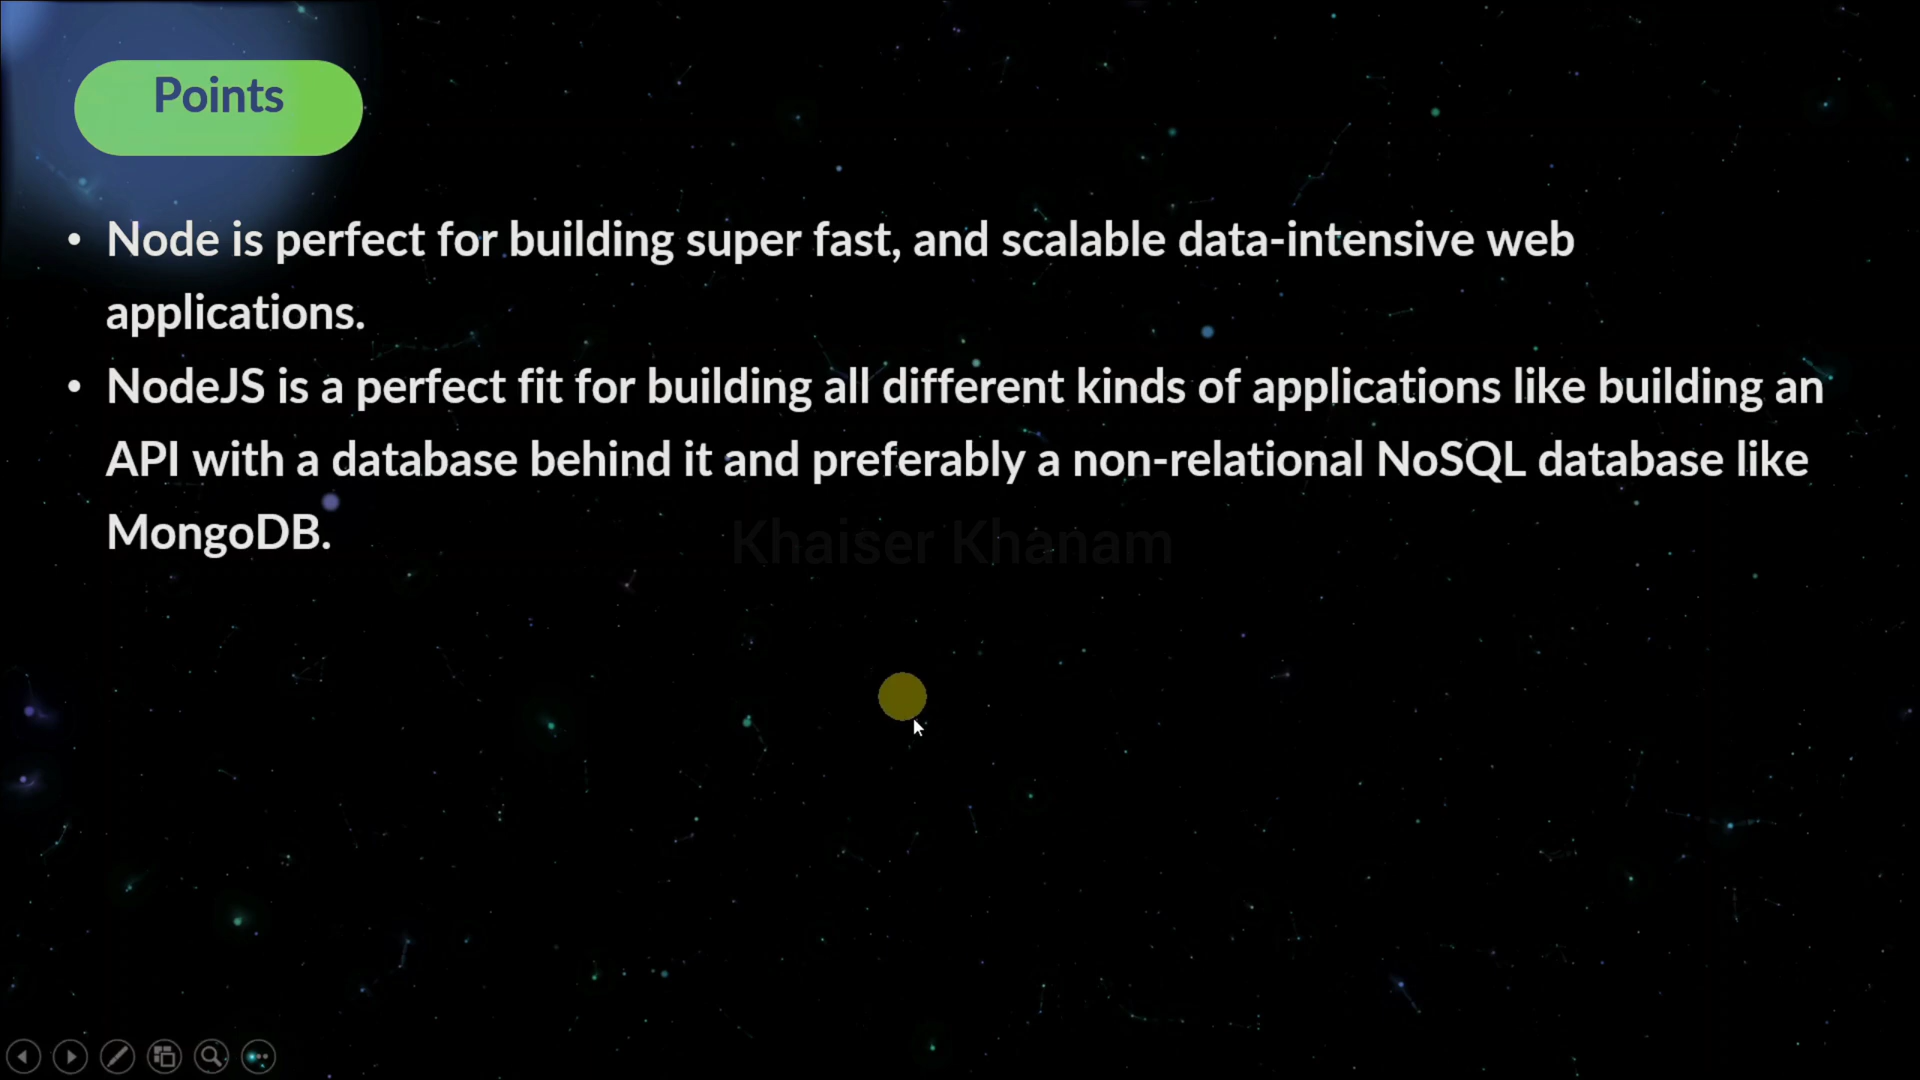 Points
• Node is perfect for building super fast, and scalable data-intensive web
applications.
• NodeJS is a perfect fit for building all different kinds of applications like building an
API with a database behind it and preferably a non-relational NoSQL database like
MongoDB.
Khaiser Khanam